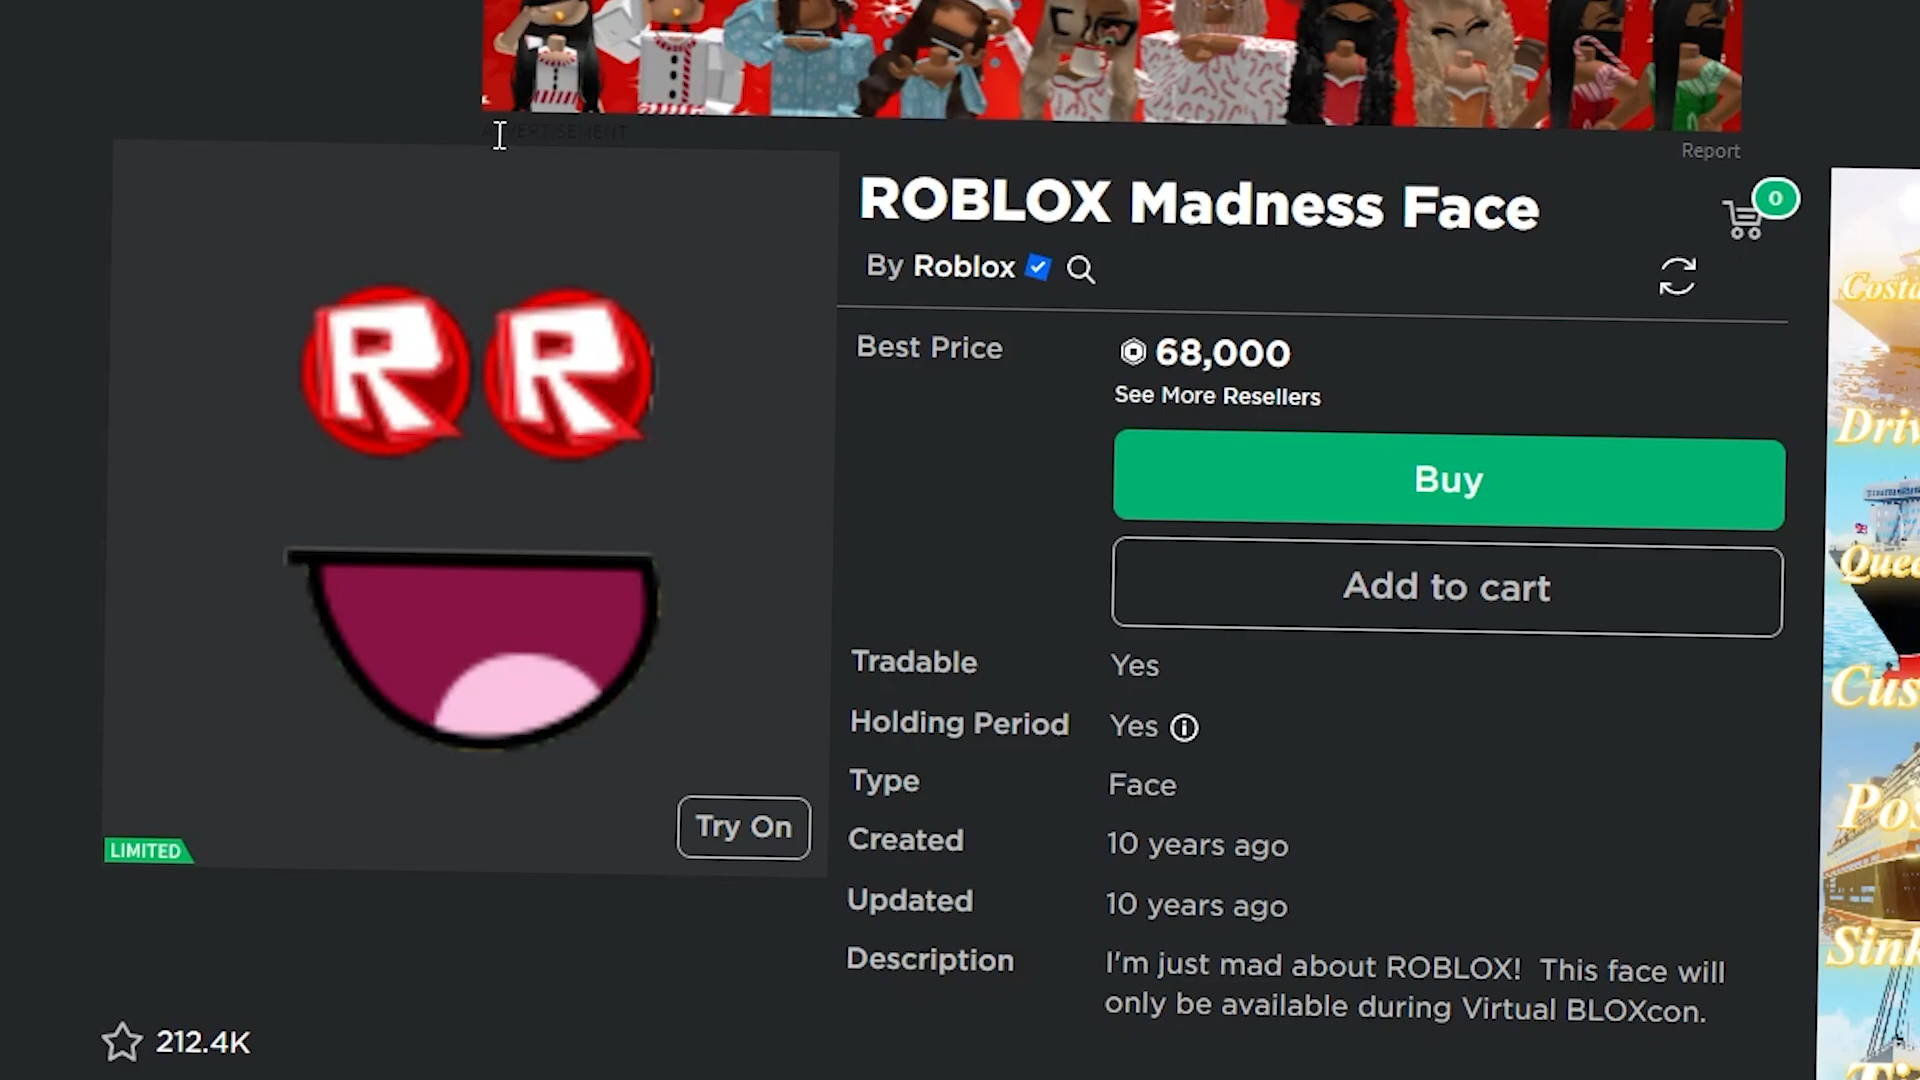 ADVERTISEMENT
Report
ROBLOX Madness Face
0
By Roblox
Best Price
68,000
See More Resellers
Buy
Add to cart
Tradable
Yes
Holding Period
Yes
Type
Face
Created
10 years ago
Updated
10 years ago
Description
I'm just mad about ROBLOX! This face will
only be available during Virtual BLOXcon.
R R
Try On
LIMITED
212.4K